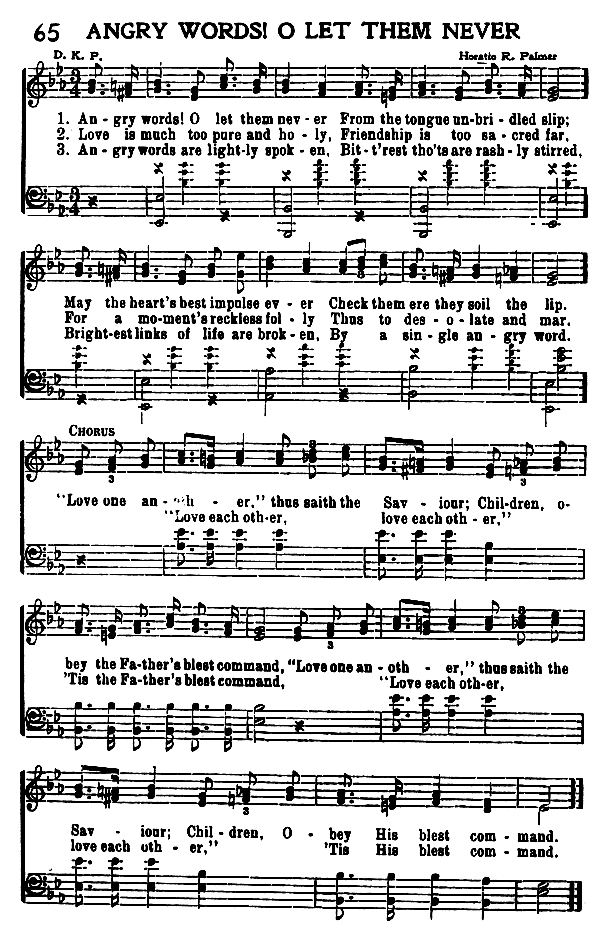 65 ANGRY WORDS! O LET THEM NEVER
D. K. P. Horatio R. Palmer
1. An - gry words! O let them nev - er From the tongue un - bri - dled slip;
2. Love is much too pure and ho - ly, Friendship is too sa - cred far,
3. An - gry words are light - ly spok - en, Bit - t'rest tho'ts are rash - ly stirred,
May the heart's best impulse ev - er Check them ere they soil the lip.
For a mo - ment's reckless fol - ly Thus to des - o - late and mar.
Bright - est links of life are brok - en, By a sin - gle an - gry word.
CHORUS
"Love one an - oth - er," thus saith the Sav - iour; Chil - dren, o-
"Love each oth - er, love each oth - er,"
bey the Fa - ther's blest command, "Love one an - oth - er," thus saith the
'Tis the Fa - ther's blest command, "Love each oth - er,
Sav - iour; Chil - dren, O - bey His blest com - mand.
love each oth - er," 'Tis His blest com - mand.